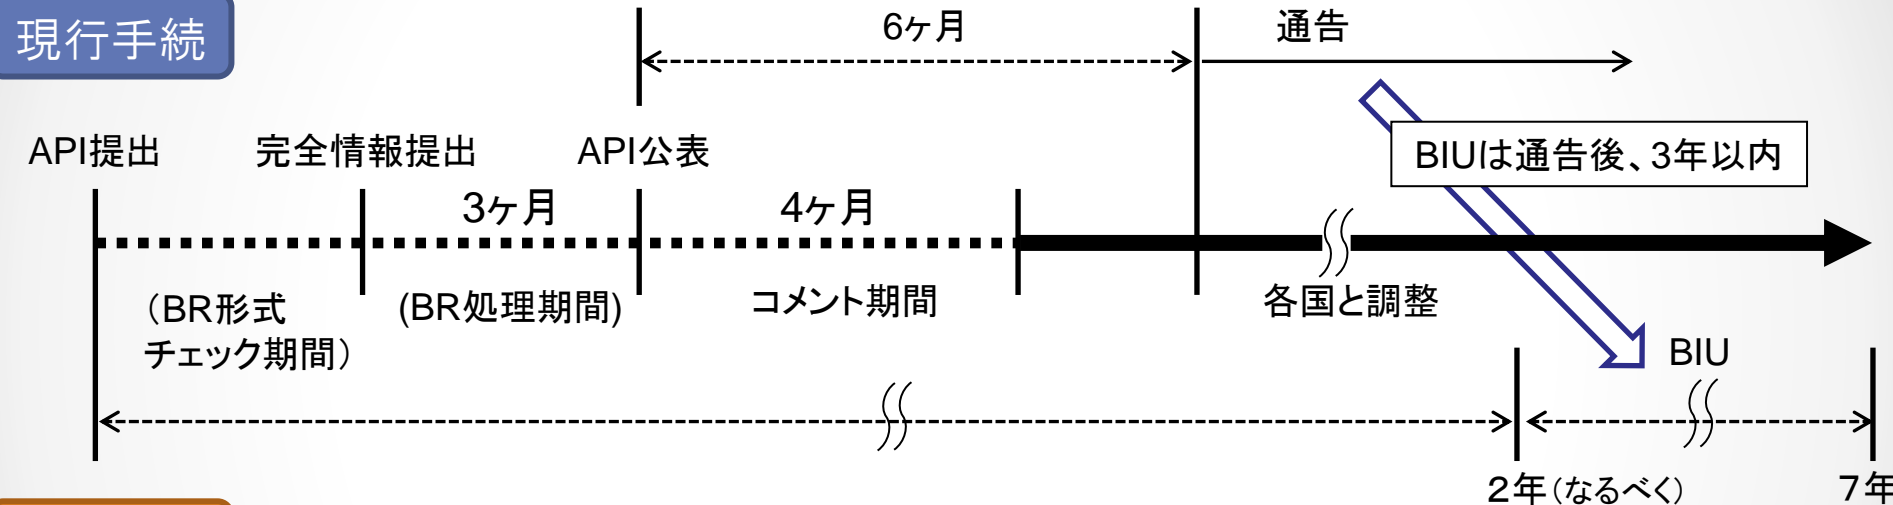 現行手続
6ヶ月
通告
API提出
完全情報提出
API公表
BIUは通告後、3年以内
3ヶ月
4ヶ月
（BR形式
チェック期間）
(BR処理期間)
コメント期間
各国と調整
BIU
２年（なるべく）
７年